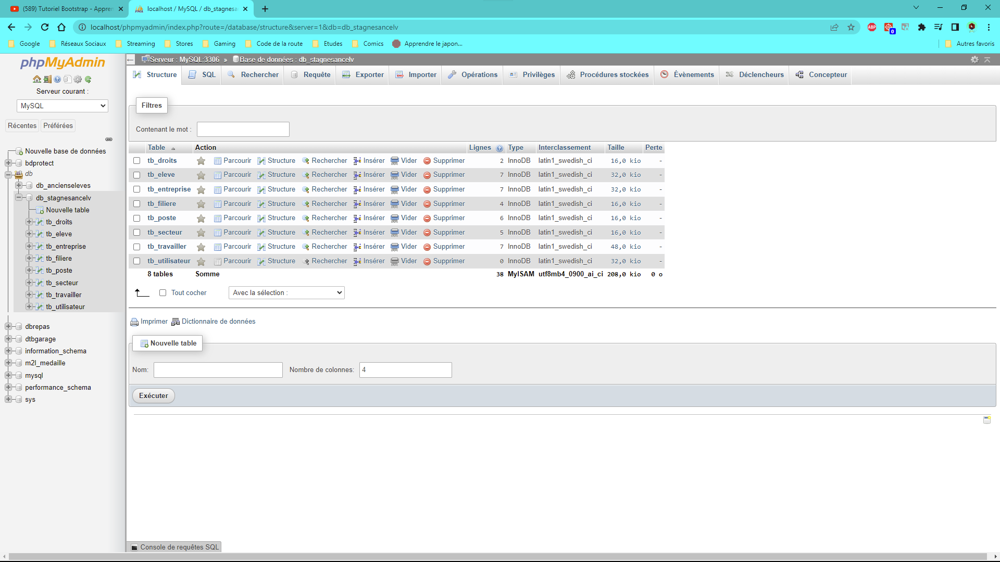 (589) Tutoriel Bootstrap - Appren
localhost / MySQL / db_stagnesa
localhost/phpmyadmin/index.php?route=/database/structure&server=1&db=db_stagnesancelv
ABP
0
Google Réseaux Sociaux Streaming Stores Gaming Code de la route Etudes Comics Apprendre le japon... Autres favoris
phpMyAdmin
Serveur courant :
MySQL
Récentes Préférées
Nouvelle base de données
bdprotect
db
db_ancienseleves
db_stagnesancelv
Nouvelle table
tb_droits
tb_eleve
tb_entreprise
tb_filiere
tb_poste
tb_secteur
tb_travailler
tb_utilisateur
dbrepas
dtbgarage
information_schema
m2l_medaille
mysql
performance_schema
sys
Serveur : MySQL:3306 » Base de données : db_stagnesancelv
Structure SQL Rechercher Requête Exporter Importer Opérations Privilèges Procédures stockées Évènements Déclencheurs Concepteur
Filtres
Contenant le mot :
Table Action Lignes Type Interclassement Taille Perte
tb_droits Parcourir Structure Rechercher Insérer Vider Supprimer 2 InnoDB latin1_swedish_ci 16,0 kio -
tb_eleve Parcourir Structure Rechercher Insérer Vider Supprimer 7 InnoDB latin1_swedish_ci 32,0 kio -
tb_entreprise Parcourir Structure Rechercher Insérer Vider Supprimer 7 InnoDB latin1_swedish_ci 32,0 kio -
tb_filiere Parcourir Structure Rechercher Insérer Vider Supprimer 4 InnoDB latin1_swedish_ci 16,0 kio -
tb_poste Parcourir Structure Rechercher Insérer Vider Supprimer 6 InnoDB latin1_swedish_ci 16,0 kio -
tb_secteur Parcourir Structure Rechercher Insérer Vider Supprimer 5 InnoDB latin1_swedish_ci 16,0 kio -
tb_travailler Parcourir Structure Rechercher Insérer Vider Supprimer 7 InnoDB latin1_swedish_ci 48,0 kio -
tb_utilisateur Parcourir Structure Rechercher Insérer Vider Supprimer 0 InnoDB latin1_swedish_ci 32,0 kio -
8 tables Somme 38 MyISAM utf8mb4_0900_ai_ci 208,0 kio 0 o
Tout cocher Avec la sélection :
Imprimer Dictionnaire de données
Nouvelle table
Nom: Nombre de colonnes: 4
Exécuter
Console de requêtes SQL